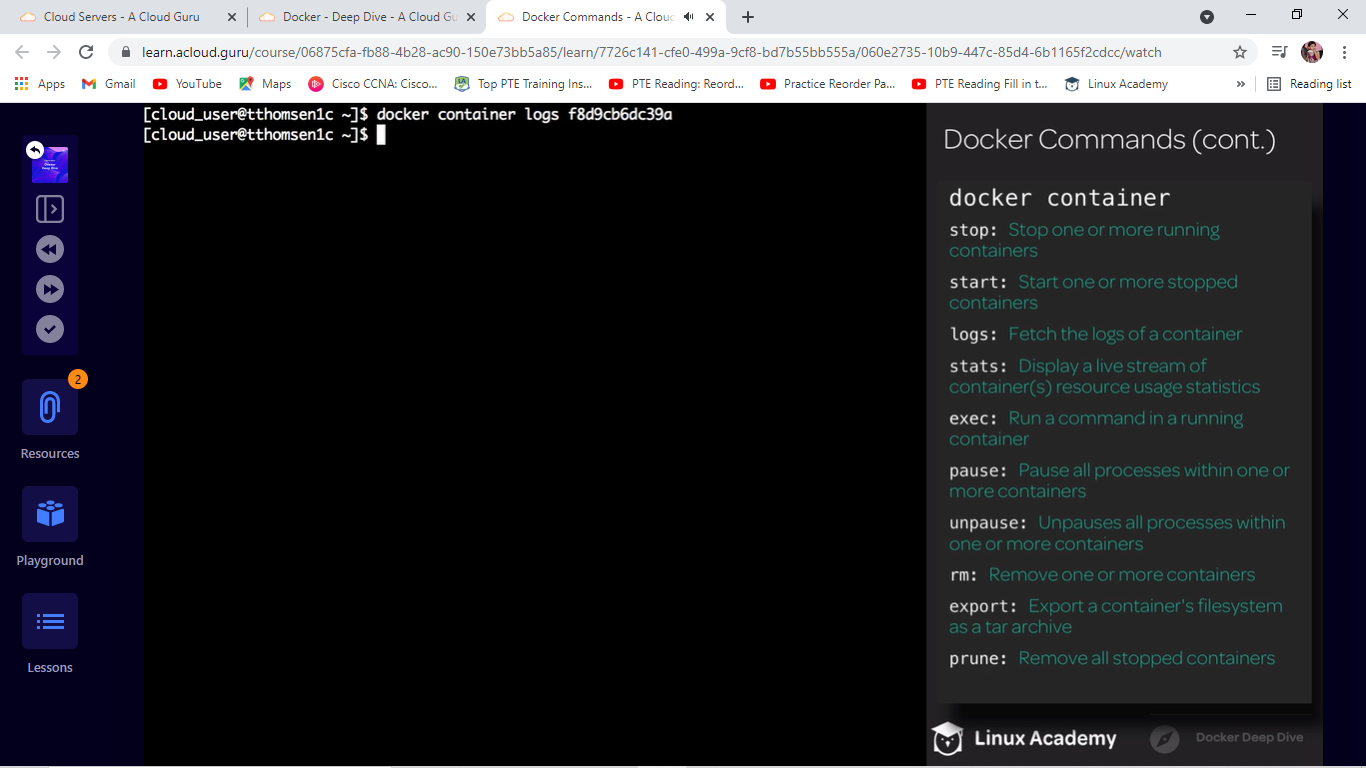 Cloud Servers - A Cloud Guru
Docker - Deep Dive - A Cloud Gu
Docker Commands - A Cloud
learn.acloud.guru/course/06875cfa-fb88-4b28-ac90-150e73bb5a85/learn/7726c141-cfe0-499a-9cf8-bd7b55bb555a/060e2735-10b9-447c-85d4-6b1165f2cdcc/watch
Apps
Gmail
YouTube
Maps
Cisco CCNA: Cisco...
Top PTE Training Ins...
PTE Reading: Reord...
Practice Reorder Pa...
PTE Reading Fill in t...
Linux Academy
»
Reading list
[cloud_user@tthomsen1c ~]$ docker container logs f8d9cb6dc39a
[cloud_user@tthomsen1c ~]$
Docker
Deep Dive
2
Resources
Playground
Lessons
Docker Commands (cont.)
docker container
stop: Stop one or more running
containers
start: Start one or more stopped
containers
logs: Fetch the logs of a container
stats: Display a live stream of
container(s) resource usage statistics
exec: Run a command in a running
container
pause: Pause all processes within one or
more containers
unpause: Unpauses all processes within
one or more containers
rm: Remove one or more containers
export: Export a container's filesystem
as a tar archive
prune: Remove all stopped containers
Linux Academy
Docker Deep Dive